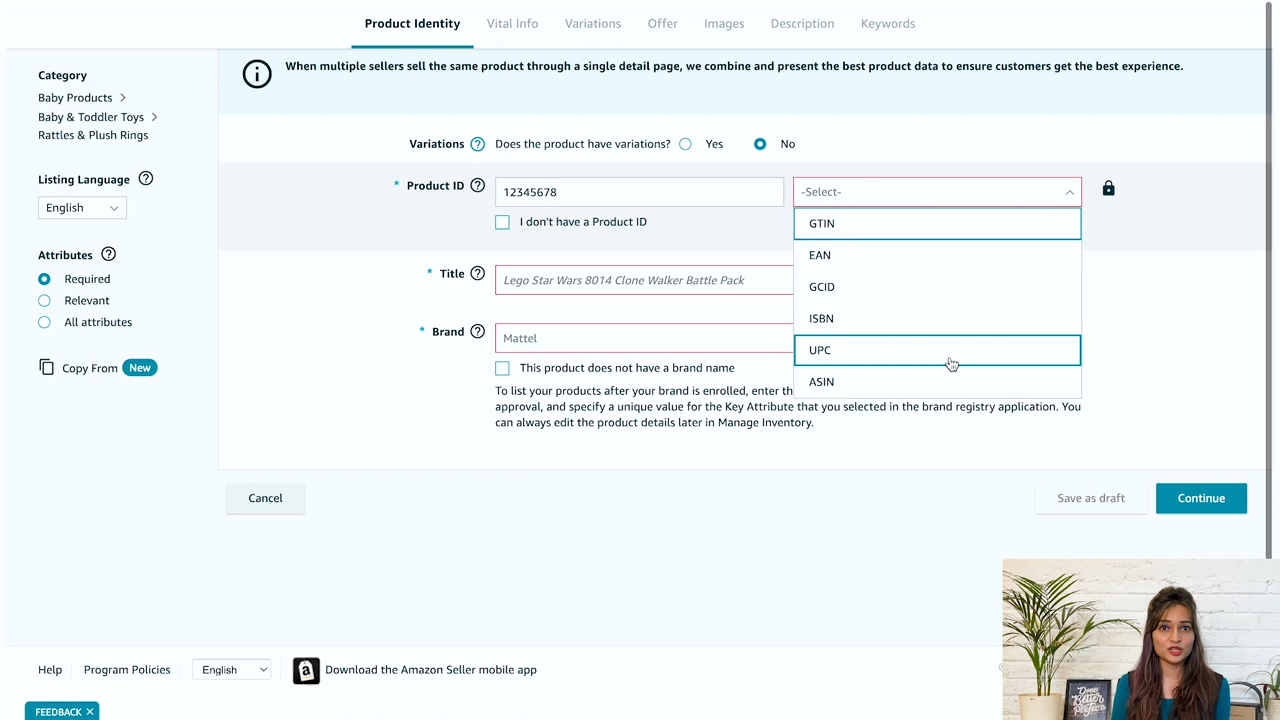 Product Identity
Vital Info
Variations
Offer
Images
Description
Keywords
When multiple sellers sell the same product through a single detail page, we combine and present the best product data to ensure customers get the best experience.
Category
Baby Products
Baby & Toddler Toys
Rattles & Plush Rings
Listing Language
English
Attributes
Required
Relevant
All attributes
Copy From New
Variations Does the product have variations? Yes No
* Product ID 12345678 -Select-
I don't have a Product ID
GTIN
EAN
GCID
ISBN
UPC
ASIN
* Title Lego Star Wars 8014 Clone Walker Battle Pack
* Brand Mattel
This product does not have a brand name
To list your products after your brand is enrolled, enter th
approval, and specify a unique value for the Key Attribute that you selected in the brand registry application. You
can always edit the product details later in Manage Inventory.
Cancel
Save as draft
Continue
Help
Program Policies
English
Download the Amazon Seller mobile app
FEEDBACK
Done
Better
Perfect